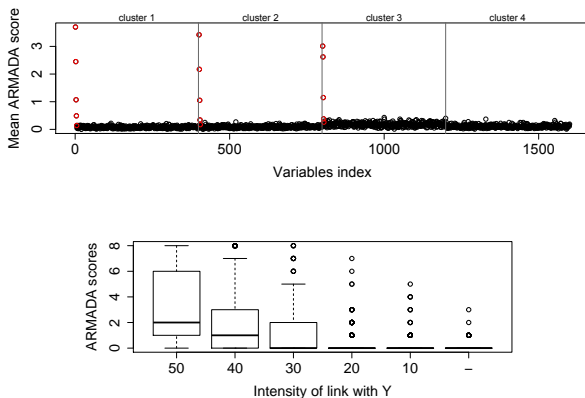 cluster 1 cluster 2 cluster 3 cluster 4
Mean ARMADA score
3
2
1
0
0 500 1000 1500
Variables index
ARMADA scores
8
6
4
2
0
50 40 30 20 10 –
Intensity of link with Y